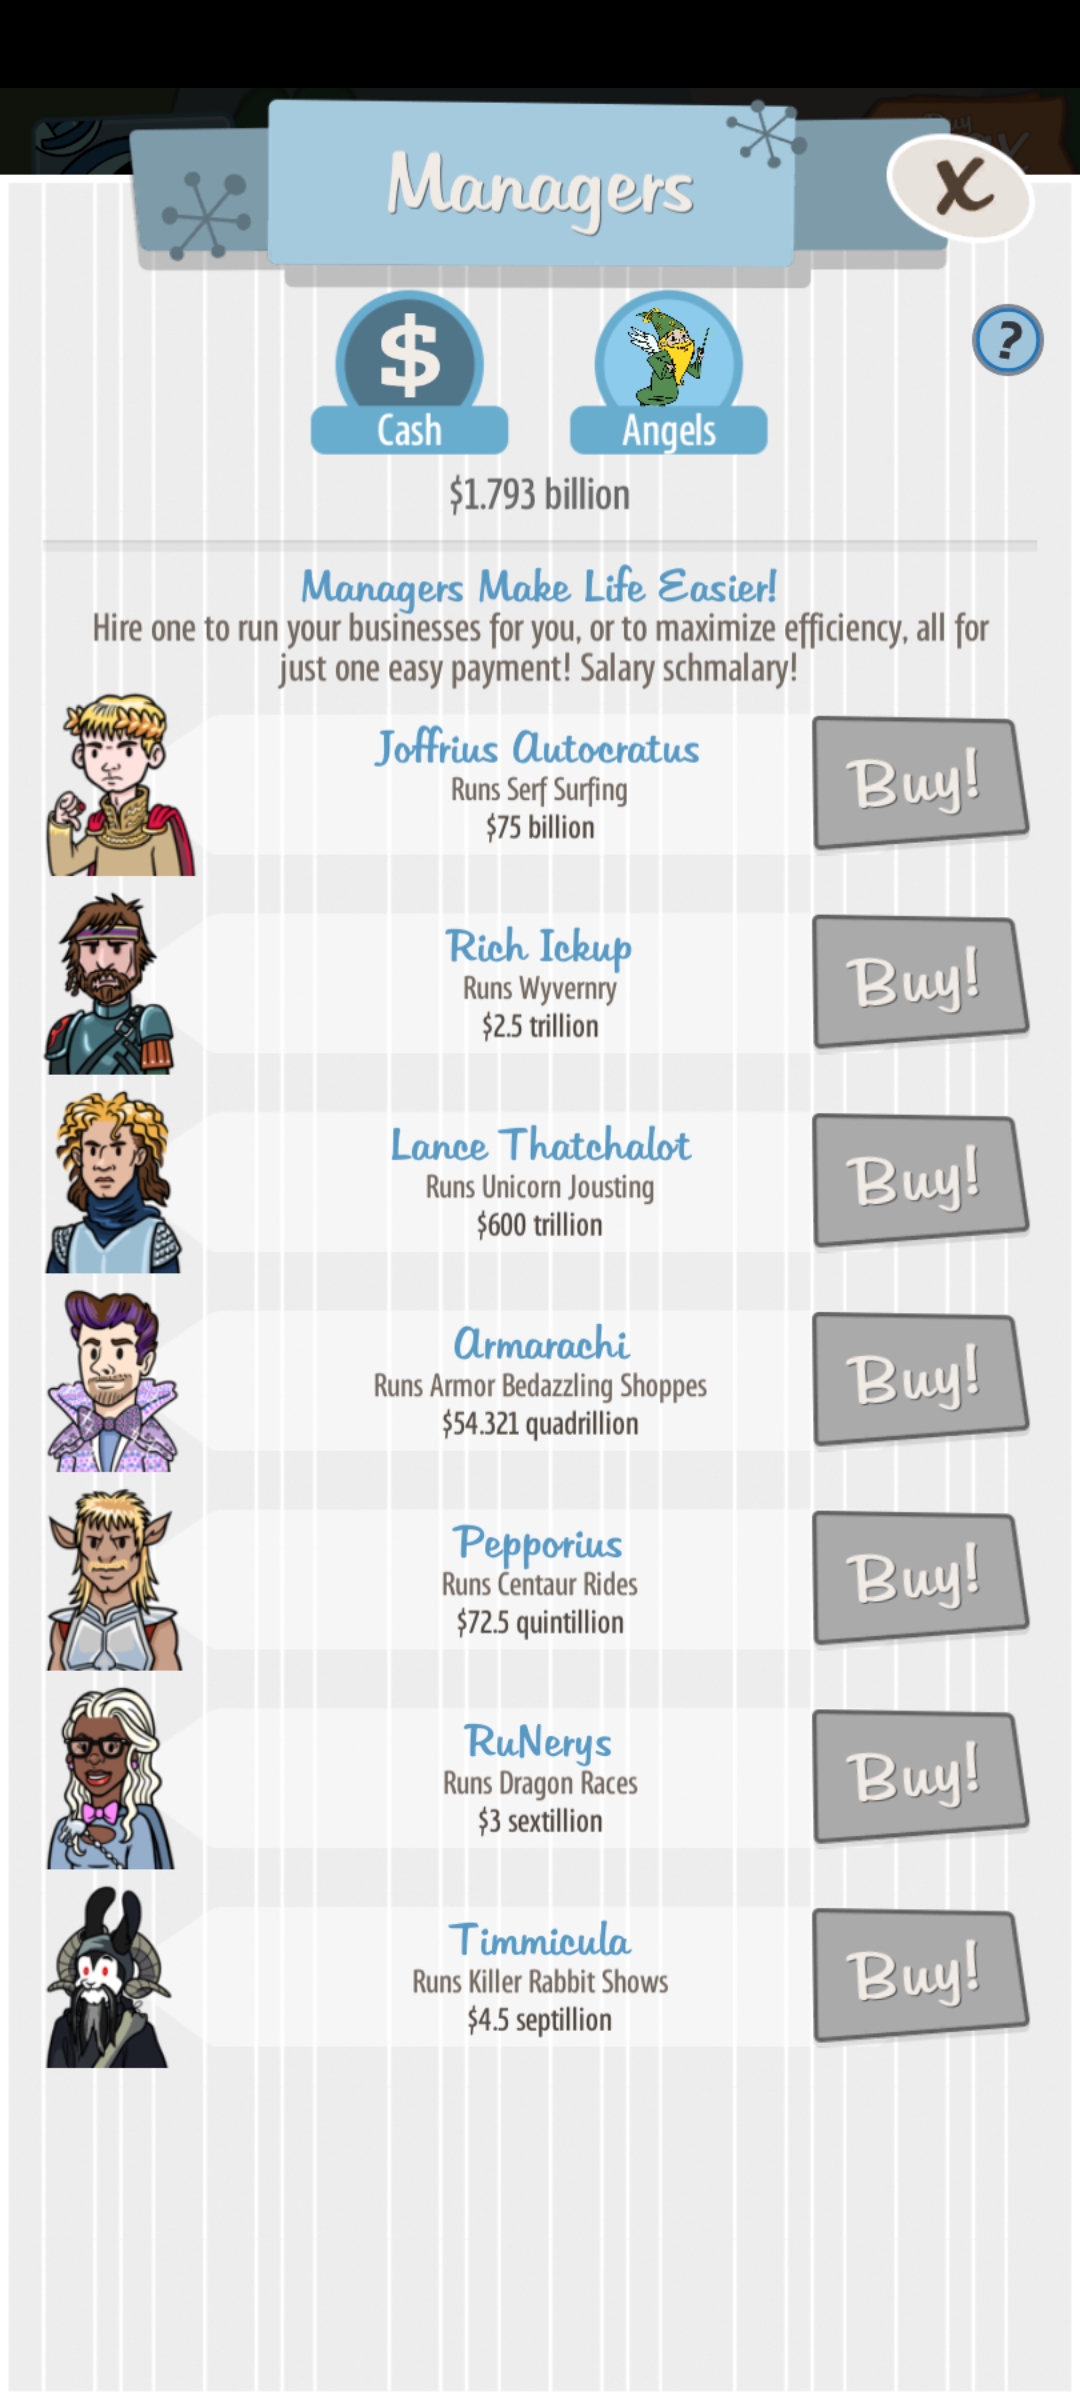 Managers
X
?
$
Cash
Angels
$1.793 billion
Managers Make Life Easier!
Hire one to run your businesses for you, or to maximize efficiency, all for
just one easy payment! Salary schmalary!
Joffrius Autocratus
Runs Serf Surfing
$75 billion
Buy!
Rich Ickup
Runs Wyvernry
$2.5 trillion
Buy!
Lance Thatchalot
Runs Unicorn Jousting
$600 trillion
Buy!
Armarachi
Runs Armor Bedazzling Shoppes
$54.321 quadrillion
Buy!
Pepporius
Runs Centaur Rides
$72.5 quintillion
Buy!
RuNerys
Runs Dragon Races
$3 sextillion
Buy!
Timmicula
Runs Killer Rabbit Shows
$4.5 septillion
Buy!